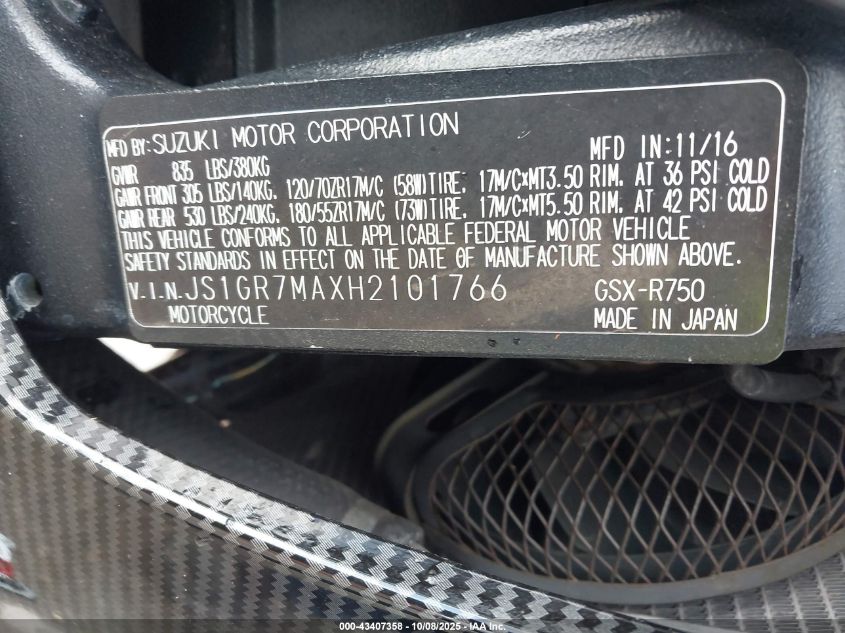 MFD BY: SUZUKI MOTOR CORPORATION MFD IN: 11/16
GVWR 835 LBS/380KG
GAWR FRONT 305 LBS/140KG. 120/70ZR17M/C (58W)TIRE. 17M/C×MT3.50 RIM. AT 36 PSI COLD
GAWR REAR 530 LBS/240KG. 180/55ZR17M/C (73W)TIRE. 17M/C×MT5.50 RIM. AT 42 PSI COLD
THIS VEHICLE CONFORMS TO ALL APPLICABLE FEDERAL MOTOR VEHICLE
SAFETY STANDARDS IN EFFECT ON THE DATE OF MANUFACTURE SHOWN ABOVE.
V.I.N. JS1GR7MAXH2101766 GSX-R750
MOTORCYCLE MADE IN JAPAN
000-43407358 - 10/08/2025 - Copyright © 2025 IAA, Inc.